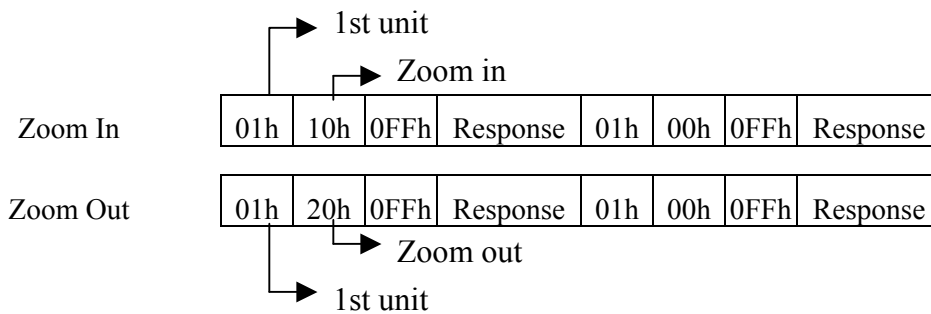 1st unit
Zoom in
Zoom In 01h 10h 0FFh Response 01h 00h 0FFh Response
Zoom Out 01h 20h 0FFh Response 01h 00h 0FFh Response
Zoom out
1st unit